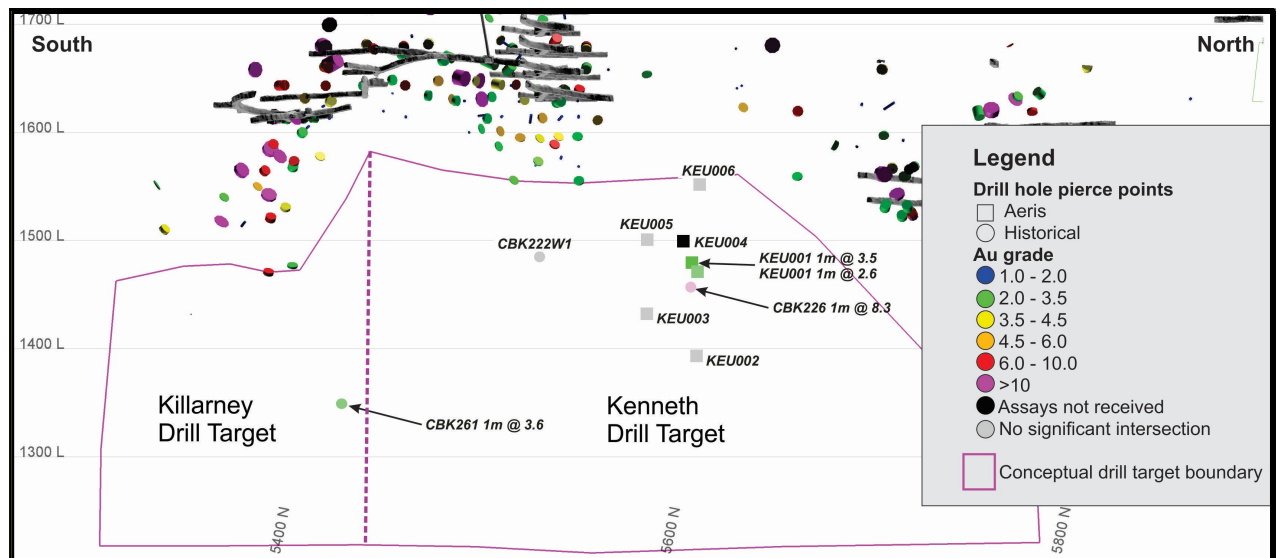 1700 L
South
North
1600 L
KEU006
KEU005
CBK222W1
KEU004
1500 L
KEU001 1m @ 3.5
KEU001 1m @ 2.6
CBK226 1m @ 8.3
KEU003
1400 L
KEU002
Killarney
Drill Target
Kenneth
Drill Target
CBK261 1m @ 3.6
1300 L
5400 N
5600 N
5800 N
Legend
Drill hole pierce points
Aeris
Historical
Au grade
1.0 - 2.0
2.0 - 3.5
3.5 - 4.5
4.5 - 6.0
6.0 - 10.0
>10
Assays not received
No significant intersection
Conceptual drill target boundary